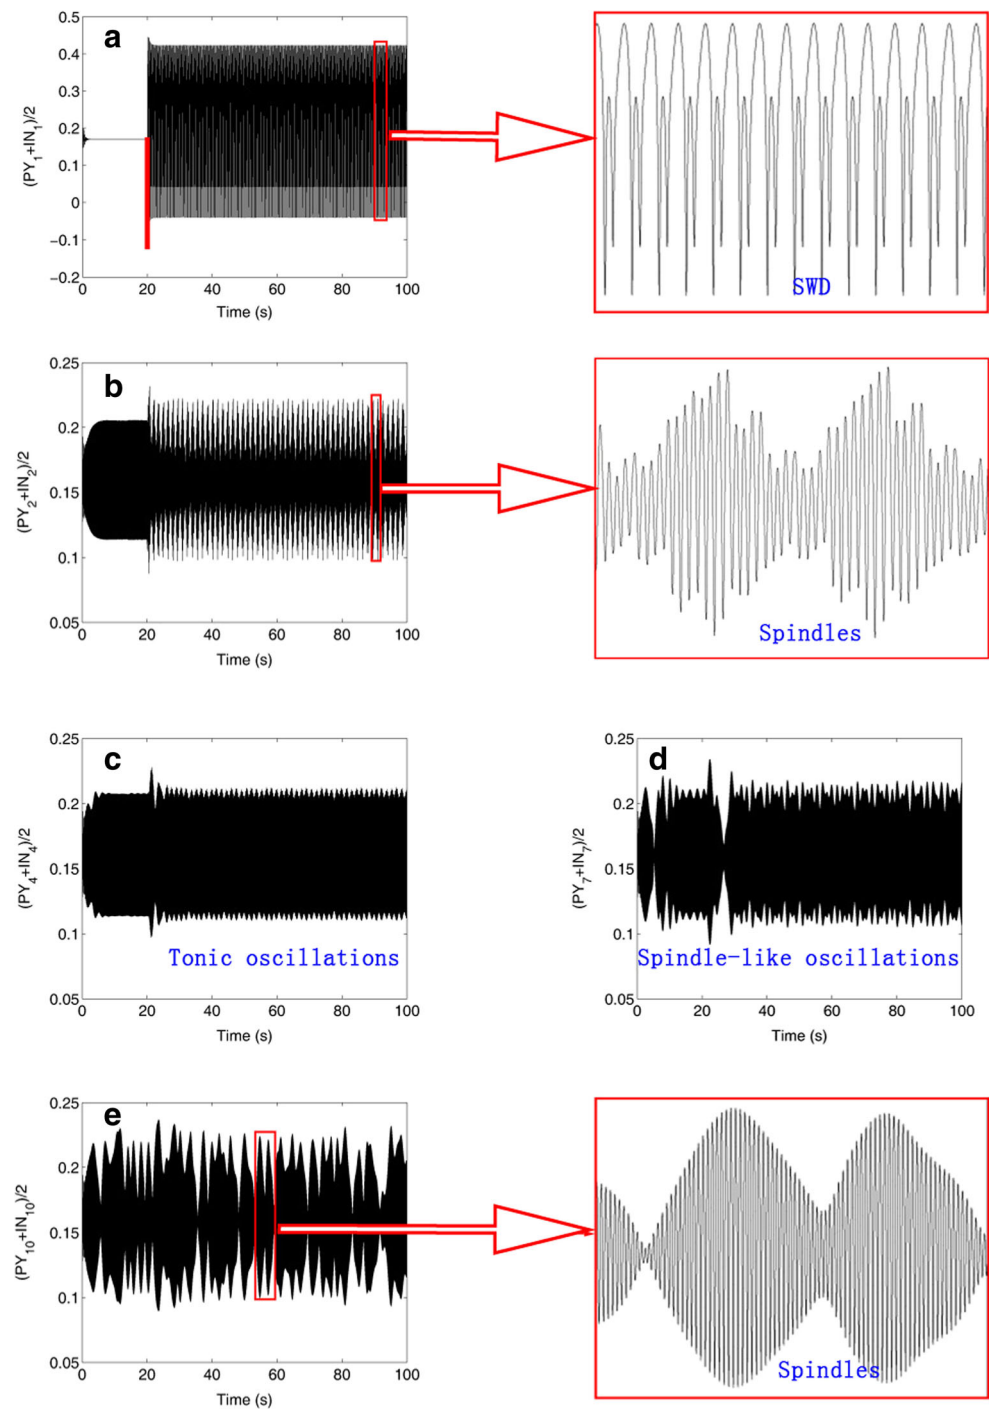 a
0.5
0.4
0.3
0.2
0.1
0
−0.1
−0.2
(PY1+IN1)/2
0 20 40 60 80 100
Time (s)
SWD
b
0.25
0.2
0.15
0.1
0.05
(PY2+IN2)/2
0 20 40 60 80 100
Time (s)
Spindles
c
0.25
0.2
0.15
0.1
0.05
(PY4+IN4)/2
Tonic oscillations
0 20 40 60 80 100
Time (s)
d
0.25
0.2
0.15
0.1
0.05
(PY7+IN7)/2
Spindle-like oscillations
0 20 40 60 80 100
Time (s)
e
0.25
0.2
0.15
0.1
0.05
(PY10+IN10)/2
0 20 40 60 80 100
Time (s)
Spindles